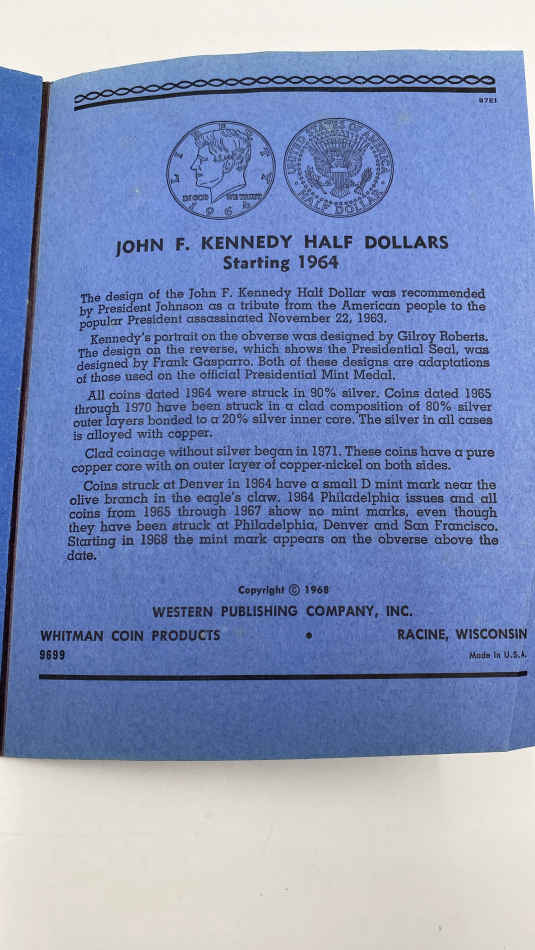 97E1
LIBERTY
IN GOD WE TRUST
1964
UNITED STATES OF AMERICA
HALF DOLLAR
JOHN F. KENNEDY HALF DOLLARS
Starting 1964
The design of the John F. Kennedy Half Dollar was recommended
by President Johnson as a tribute from the American people to the
popular President assassinated November 22, 1963.
Kennedy's portrait on the obverse was designed by Gilroy Roberts.
The design on the reverse, which shows the Presidential Seal, was
designed by Frank Gasparro. Both of these designs are adaptations
of those used on the official Presidential Mint Medal.
All coins dated 1964 were struck in 90% silver. Coins dated 1965
through 1970 have been struck in a clad composition of 80% silver
outer layers bonded to a 20% silver inner core. The silver in all cases
is alloyed with copper.
Clad coinage without silver began in 1971. These coins have a pure
copper core with on outer layer of copper-nickel on both sides.
Coins struck at Denver in 1964 have a small D mint mark near the
olive branch in the eagle's claw. 1964 Philadelphia issues and all
coins from 1965 through 1967 show no mint marks, even though
they have been struck at Philadelphia, Denver and San Francisco.
Starting in 1968 the mint mark appears on the obverse above the
date.
Copyright © 1968
WESTERN PUBLISHING COMPANY, INC.
WHITMAN COIN PRODUCTS • RACINE, WISCONSIN
9699 Made in U.S.A.